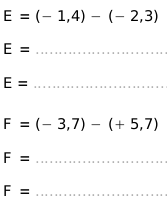 E = (− 1,4) − (− 2,3)
E = ................................
E = ................................
F = (− 3,7) − (+ 5,7)
F = ................................
F = ................................